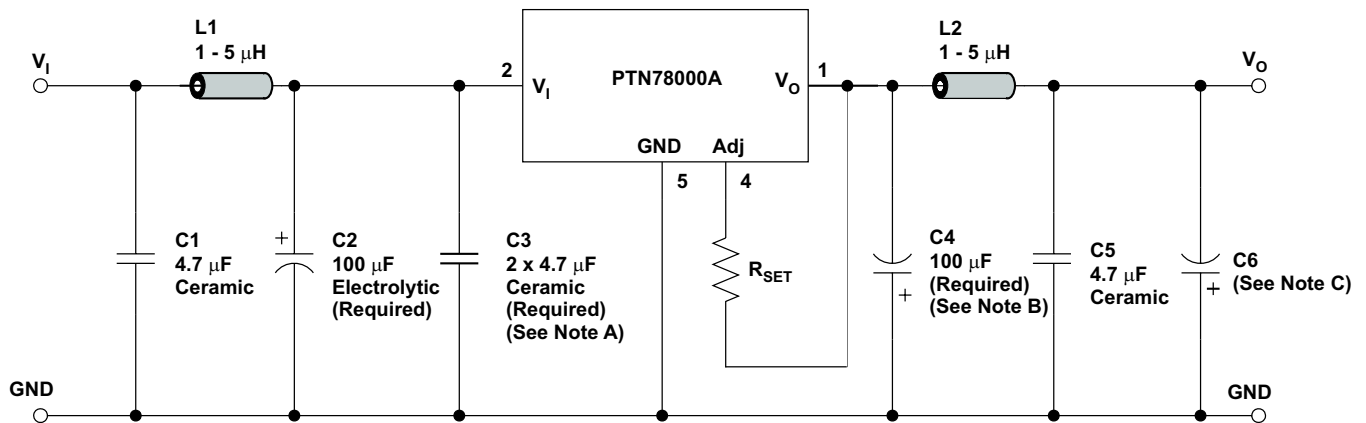 L1
1 - 5 μH
V_I
2
V_I
PTN78000A
V_O
1
L2
1 - 5 μH
V_O
GND
Adj
5
4
C1
4.7 μF
Ceramic
+
C2
100 μF
Electrolytic
(Required)
C3
2 x 4.7 μF
Ceramic
(Required)
(See Note A)
R_SET
C4
100 μF
(Required)
(See Note B)
+
C5
4.7 μF
Ceramic
C6
(See Note C)
+
GND
GND